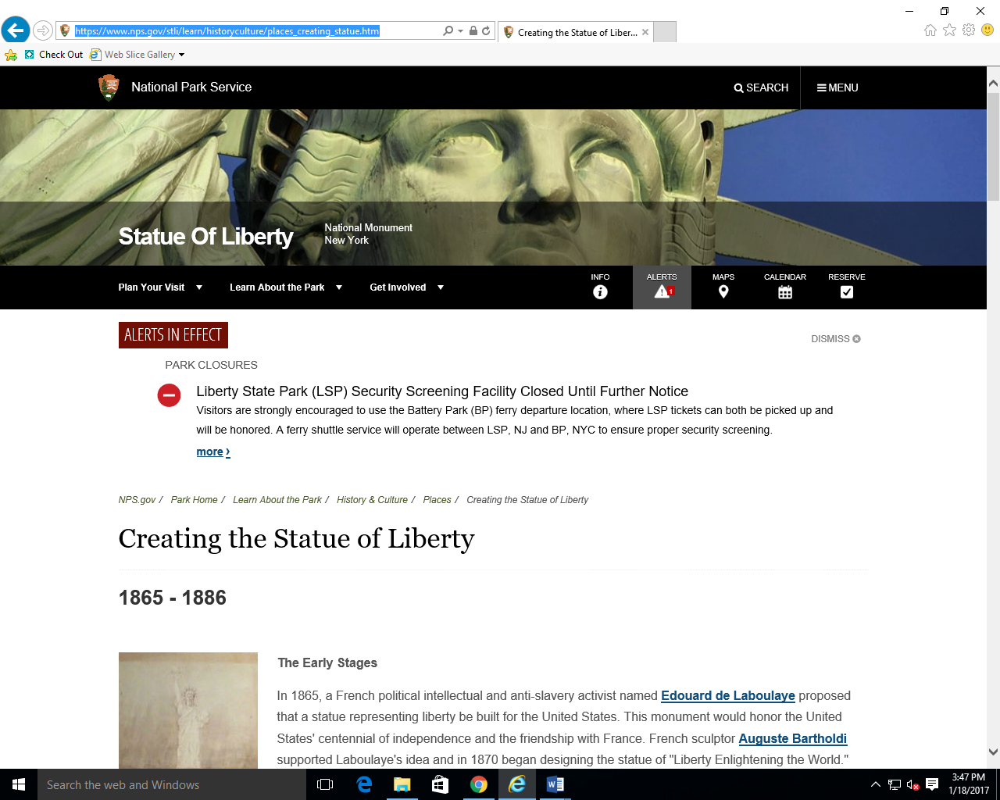 https://www.nps.gov/stli/learn/historyculture/places_creating_statue.htm
Creating the Statue of Liber...
Check Out
Web Slice Gallery
National Park Service
SEARCH
MENU
Statue Of Liberty
National Monument
New York
Plan Your Visit
Learn About the Park
Get Involved
INFO
ALERTS
1
MAPS
CALENDAR
RESERVE
ALERTS IN EFFECT
DISMISS
PARK CLOSURES
Liberty State Park (LSP) Security Screening Facility Closed Until Further Notice
Visitors are strongly encouraged to use the Battery Park (BP) ferry departure location, where LSP tickets can both be picked up and
will be honored. A ferry shuttle service will operate between LSP, NJ and BP, NYC to ensure proper security screening.
more ›
NPS.gov / Park Home / Learn About the Park / History & Culture / Places / Creating the Statue of Liberty
Creating the Statue of Liberty
1865 - 1886
The Early Stages
In 1865, a French political intellectual and anti-slavery activist named Edouard de Laboulaye proposed
that a statue representing liberty be built for the United States. This monument would honor the United
States' centennial of independence and the friendship with France. French sculptor Auguste Bartholdi
supported Laboulaye's idea and in 1870 began designing the statue of "Liberty Enlightening the World."
Search the web and Windows
3:47 PM
1/18/2017